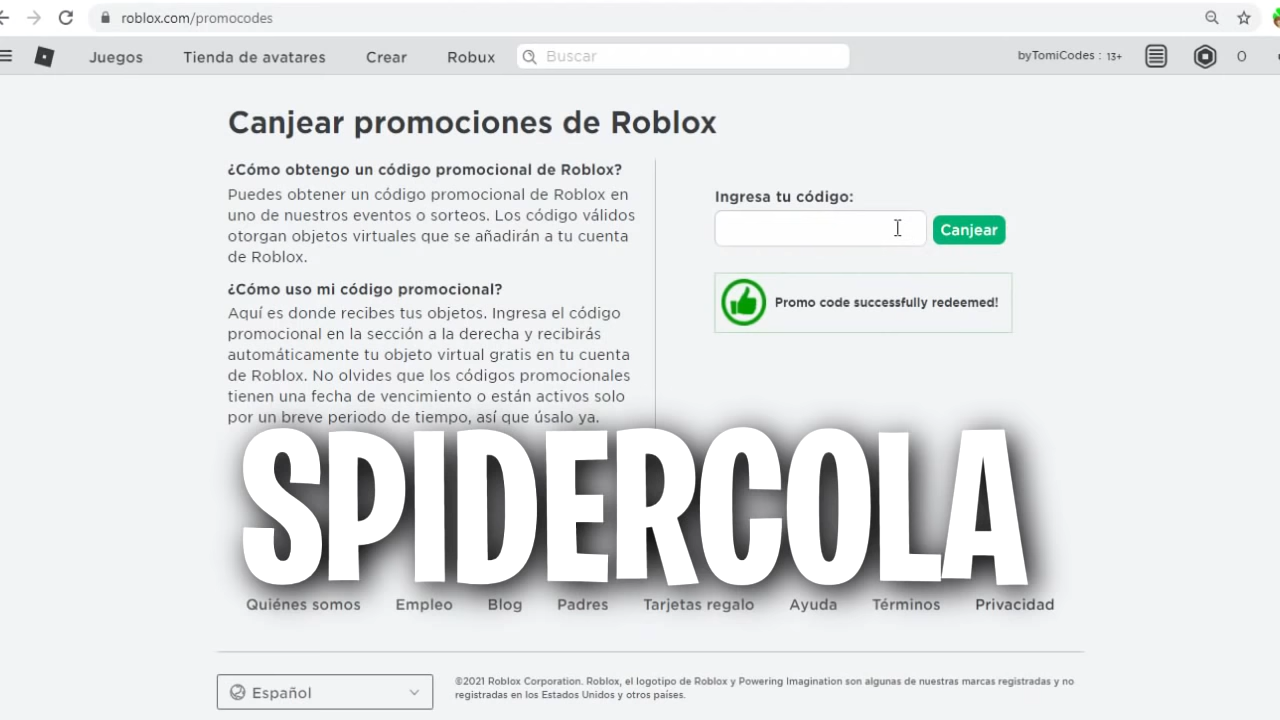 roblox.com/promocodes
Juegos Tienda de avatares Crear Robux Buscar byTomiCodes : 13+ 0
Canjear promociones de Roblox
¿Cómo obtengo un código promocional de Roblox?
Puedes obtener un código promocional de Roblox en
uno de nuestros eventos o sorteos. Los código válidos
otorgan objetos virtuales que se añadirán a tu cuenta
de Roblox.
¿Cómo uso mi código promocional?
Aquí es donde recibes tus objetos. Ingresa el código
promocional en la sección a la derecha y recibirás
automáticamente tu objeto virtual gratis en tu cuenta
de Roblox. No olvides que los códigos promocionales
tienen una fecha de vencimiento o están activos solo
por un breve periodo de tiempo, así que úsalo ya.
Ingresa tu código:
Canjear
Promo code successfully redeemed!
SPIDERCOLA
Quiénes somos Empleo Blog Padres Tarjetas regalo Ayuda Términos Privacidad
Español
©2021 Roblox Corporation. Roblox, el logotipo de Roblox y Powering Imagination son algunas de nuestras marcas registradas y no
registradas en los Estados Unidos y otros países.